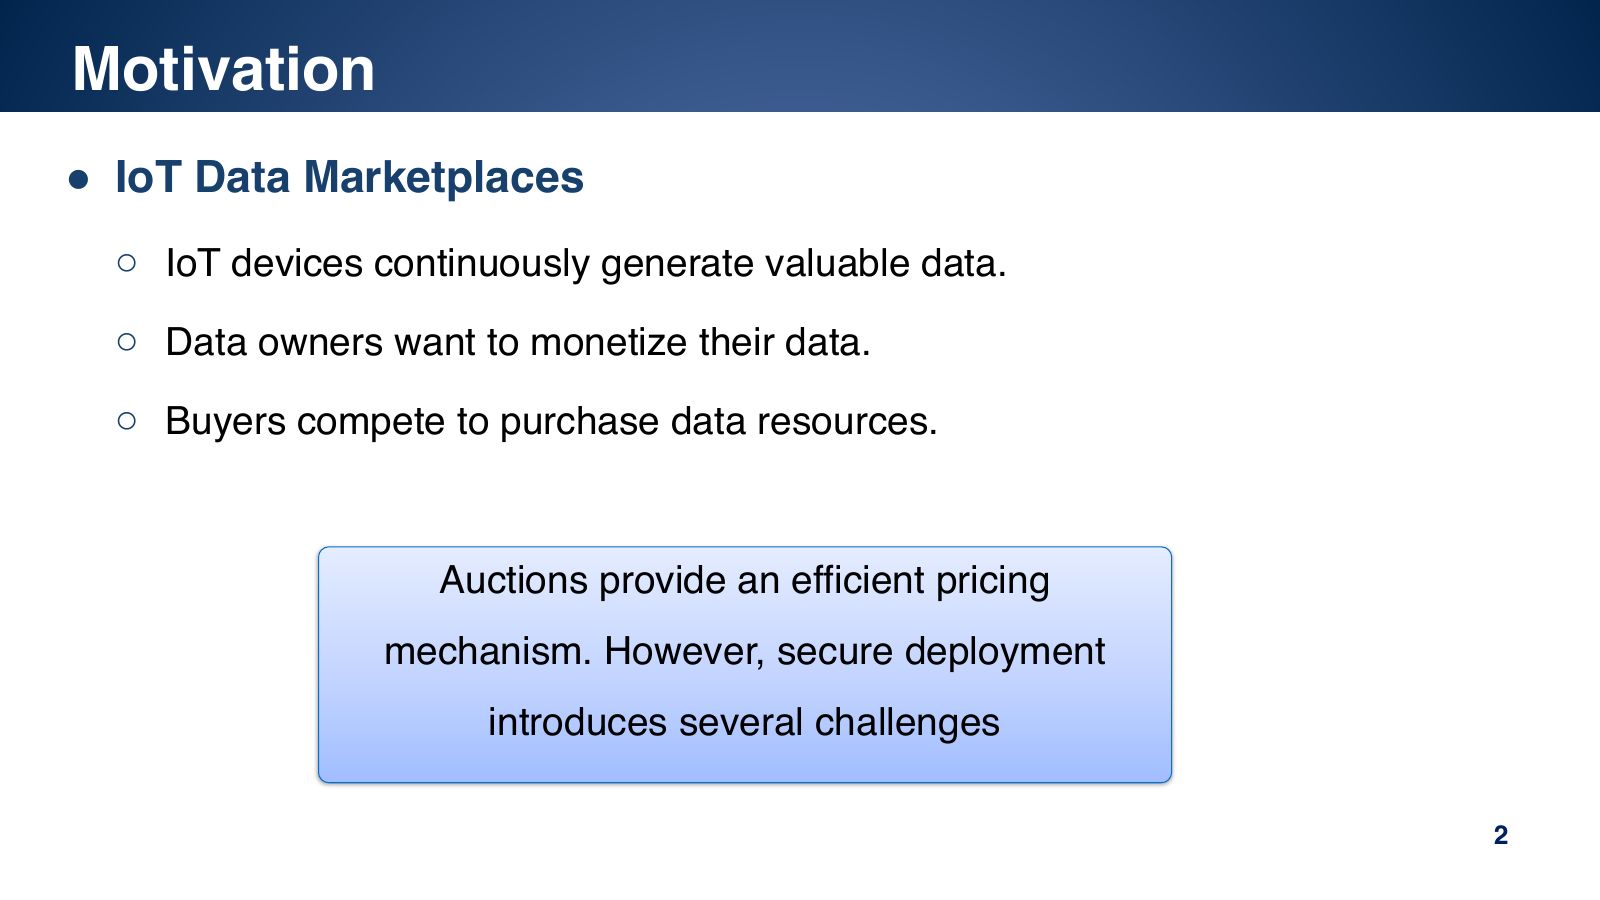 Motivation
● IoT Data Marketplaces
○ IoT devices continuously generate valuable data.
○ Data owners want to monetize their data.
○ Buyers compete to purchase data resources.
Auctions provide an efficient pricing
mechanism. However, secure deployment
introduces several challenges
2